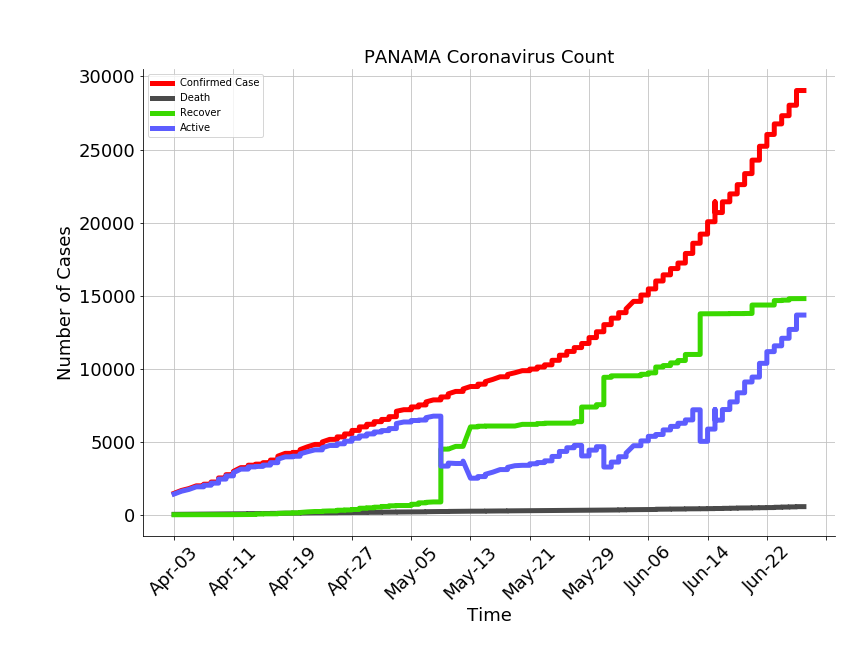 PANAMA Coronavirus Count
Confirmed Case
Death
Recover
Active
Number of Cases
30000
25000
20000
15000
10000
5000
0
Apr-03
Apr-11
Apr-19
Apr-27
May-05
May-13
May-21
May-29
Jun-06
Jun-14
Jun-22
Time